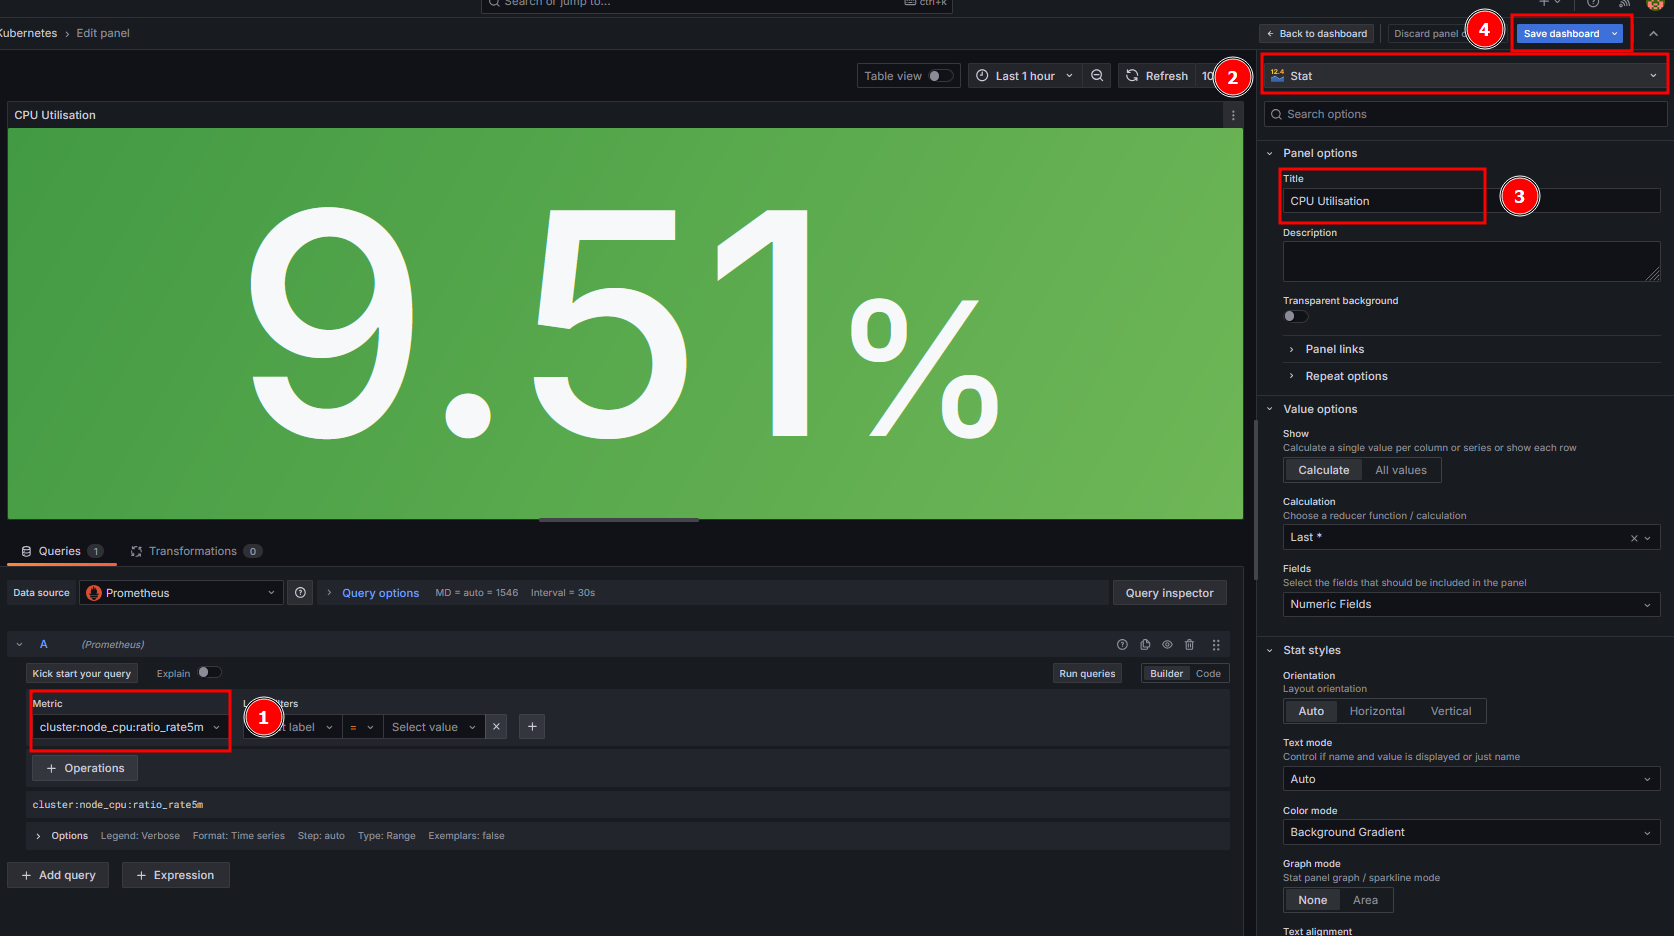 Search or jump to...
ctrl+k
Kubernetes › Edit panel
Back to dashboard
Discard panel
4
Save dashboard
Table view
Last 1 hour
Refresh
10
2
12.4
Stat
Search options
CPU Utilisation
9.51%
Panel options
Title
CPU Utilisation
3
Description
Transparent background
Panel links
Repeat options
Value options
Show
Calculate a single value per column or series or show each row
Calculate
All values
Calculation
Choose a reducer function / calculation
Last *
Fields
Select the fields that should be included in the panel
Numeric Fields
Stat styles
Orientation
Layout orientation
Auto
Horizontal
Vertical
Text mode
Control if name and value is displayed or just name
Auto
Color mode
Background Gradient
Graph mode
Stat panel graph / sparkline mode
None
Area
Text alignment
Queries 1
Transformations 0
Data source
Prometheus
Query options
MD = auto = 1546
Interval = 30s
Query inspector
A
(Prometheus)
Kick start your query
Explain
Run queries
Builder
Code
Metric
cluster:node_cpu:ratio_rate5m
1
label
=
Select value
+ Operations
cluster:node_cpu:ratio_rate5m
Options
Legend: Verbose
Format: Time series
Step: auto
Type: Range
Exemplars: false
+ Add query
+ Expression